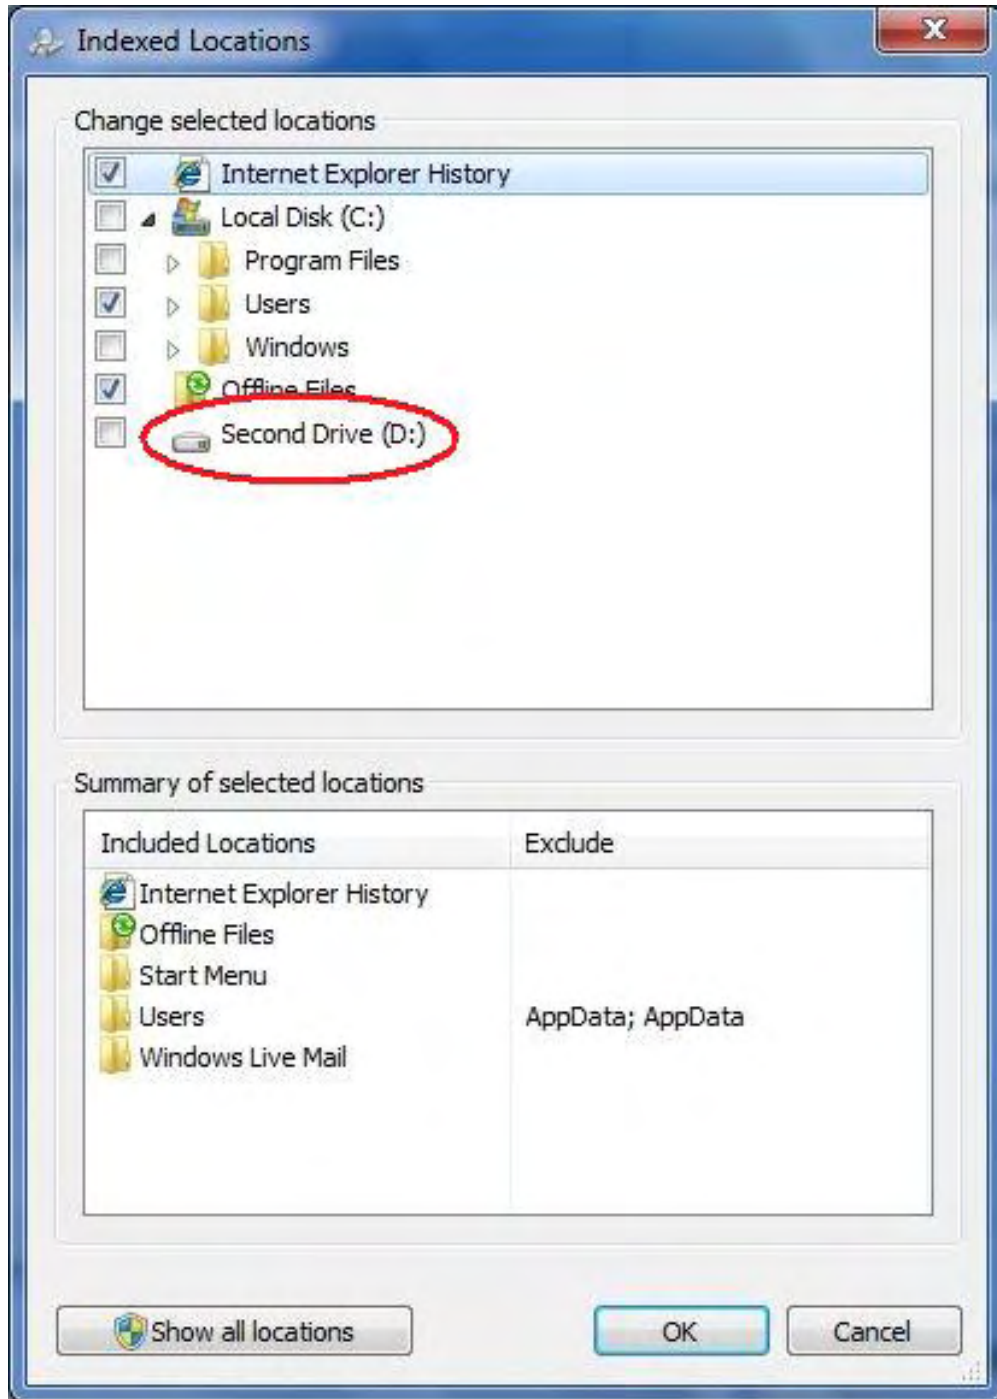 Indexed Locations
Change selected locations
Internet Explorer History
Local Disk (C:)
Program Files
Users
Windows
Offline Files
Second Drive (D:)
Summary of selected locations
Included Locations Exclude
Internet Explorer History
Offline Files
Start Menu
Users AppData; AppData
Windows Live Mail
Show all locations OK Cancel